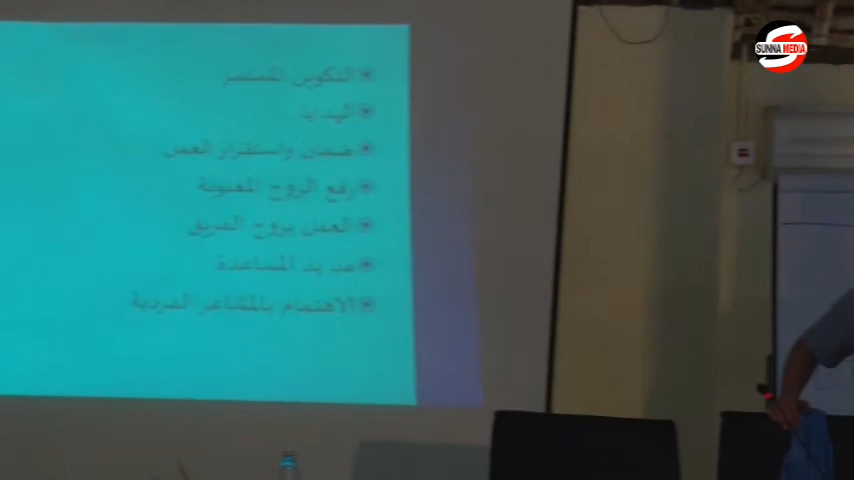 SUNNA MEDIA
التكوين المستمر
الهدايا
ضمان واستقرار العمل
رفع الروح المعنوية
العمل بروح الفريق
مد يد المساعدة
الاهتمام بالمشاعر الفردية